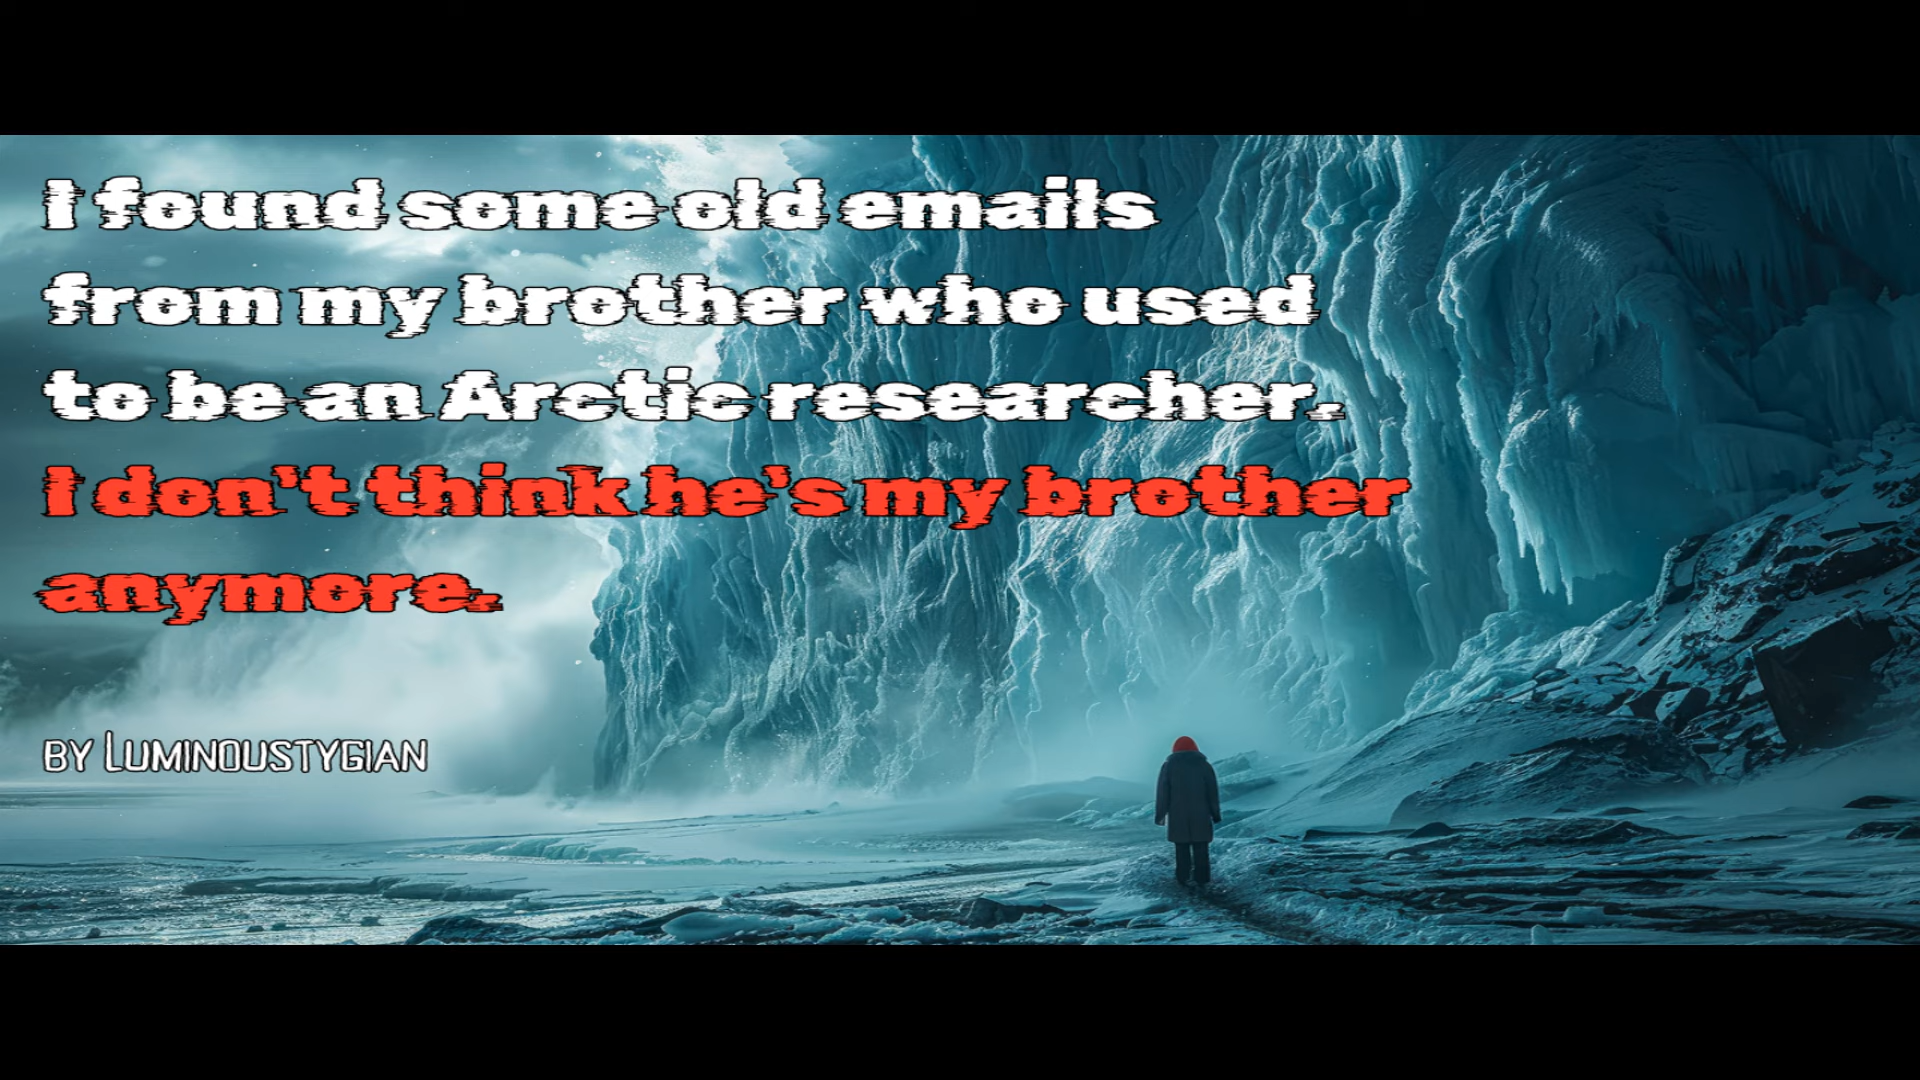 I found some old emails
from my brother who used
to be an Arctic researcher.
I don't think he's my brother
anymore.
BY LUMINOUSTYGIAN